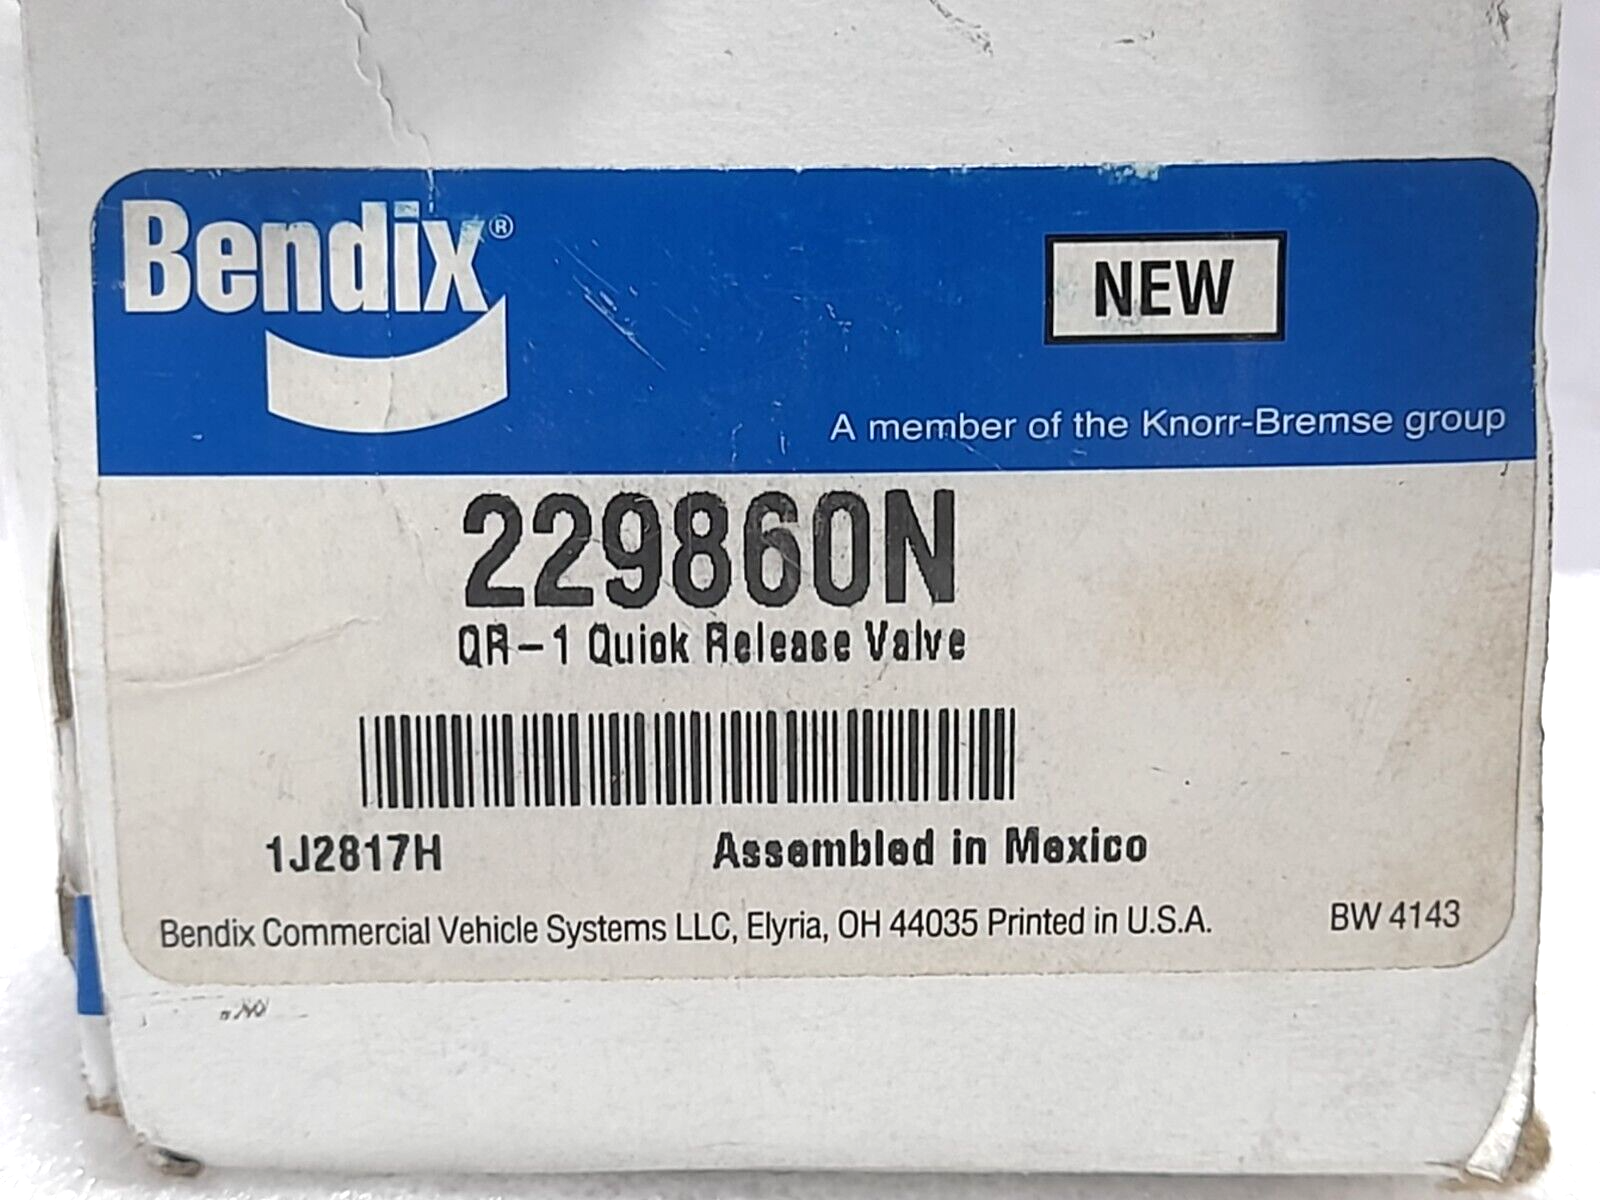 Bendix®
NEW
A member of the Knorr-Bremse group
229860N
QR-1 Quick Release Valve
1J2817H Assembled in Mexico
Bendix Commercial Vehicle Systems LLC, Elyria, OH 44035 Printed in U.S.A. BW 4143